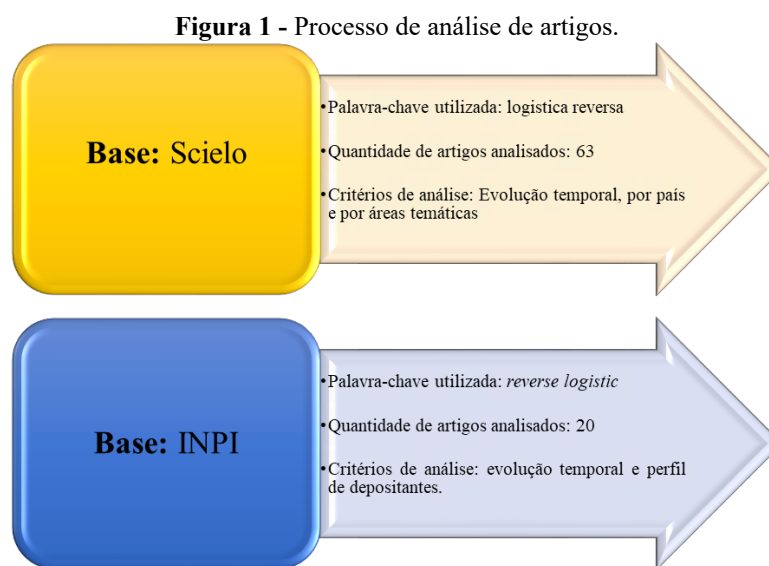 Figura 1 - Processo de análise de artigos.
Base: Scielo
•Palavra-chave utilizada: logistica reversa
•Quantidade de artigos analisados: 63
•Critérios de análise: Evolução temporal, por país
e por áreas temáticas
Base: INPI
•Palavra-chave utilizada: reverse logistic
•Quantidade de artigos analisados: 20
•Critérios de análise: evolução temporal e perfil
de depositantes.